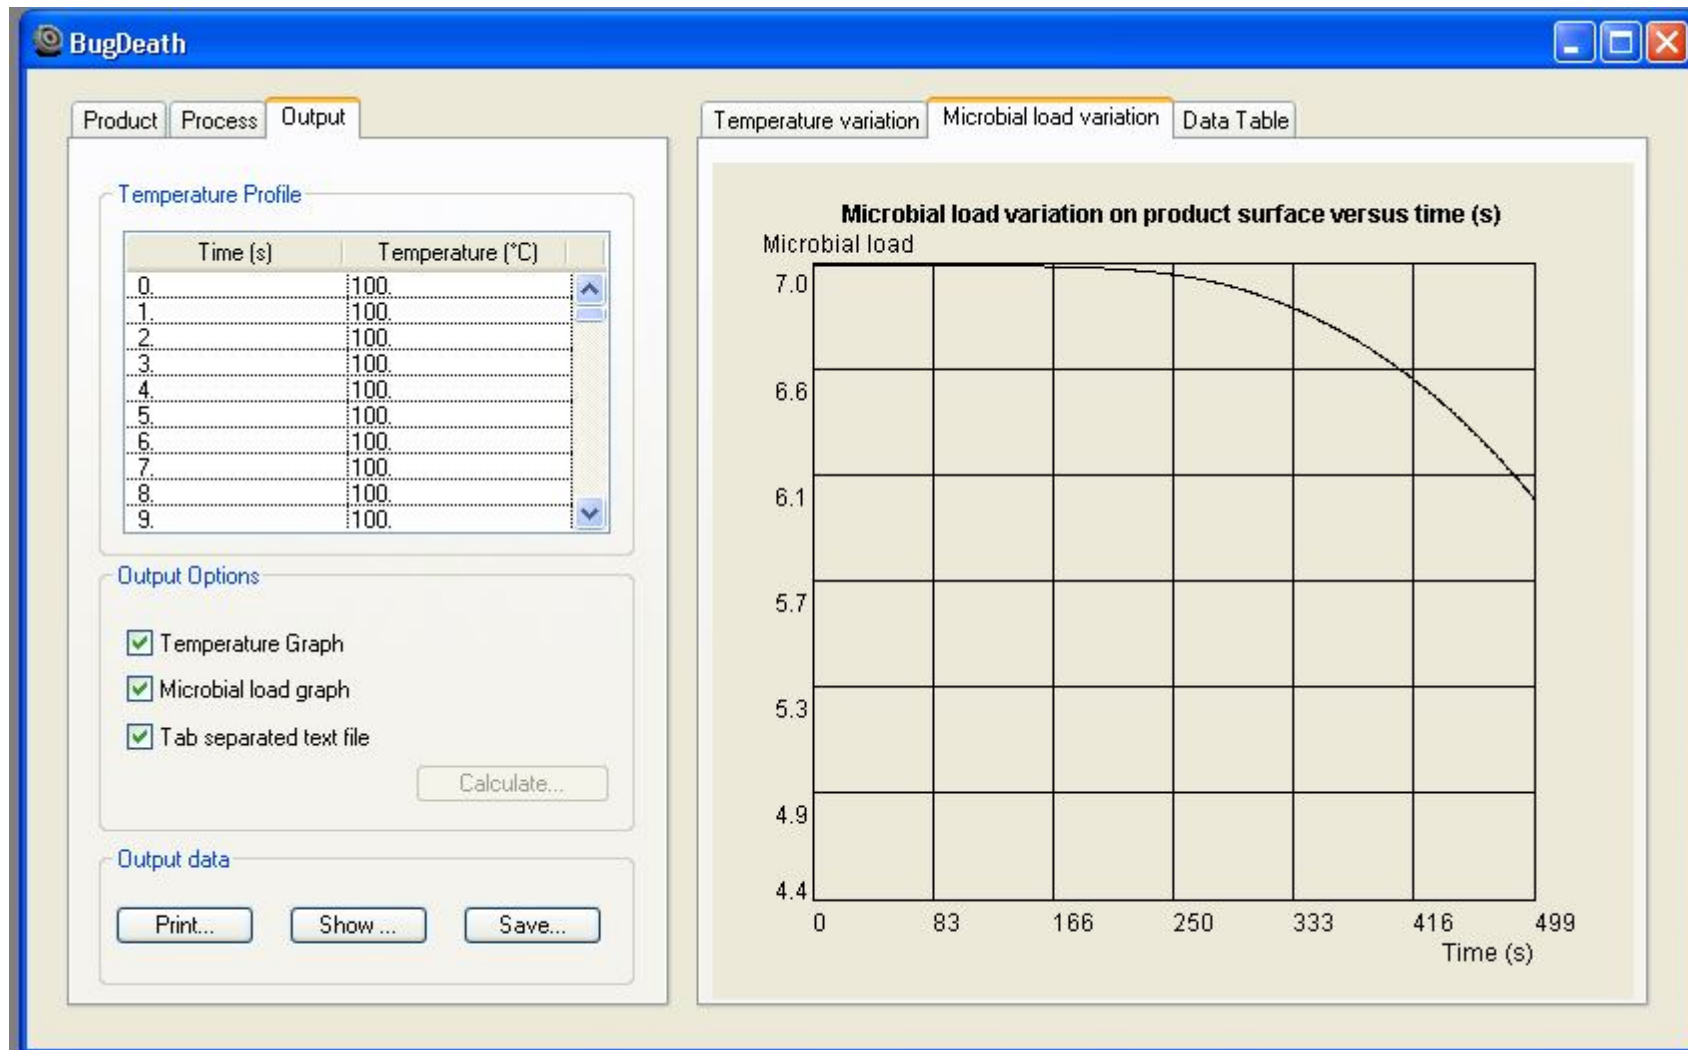 BugDeath
Product Process Output
Temperature Profile
Time (s) Temperature (°C)
0. 100.
1. 100.
2. 100.
3. 100.
4. 100.
5. 100.
6. 100.
7. 100.
8. 100.
9. 100.
Output Options
Temperature Graph
Microbial load graph
Tab separated text file
Calculate...
Output data
Print... Show ... Save...
Temperature variation Microbial load variation Data Table
Microbial load variation on product surface versus time (s)
Microbial load
7.0
6.6
6.1
5.7
5.3
4.9
4.4
0 83 166 250 333 416 499
Time (s)